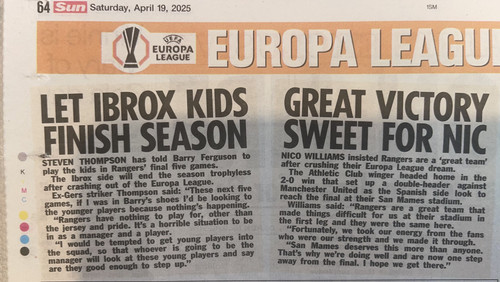 64 Sun Saturday, April 19, 2025
1SM
UEFA
EUROPA
LEAGUE
EUROPA LEAGU
LET IBROX KIDS
FINISH SEASON
STEVEN THOMPSON has told Barry Ferguson to
play the kids in Rangers' final five games.
The Ibrox side will end the season trophyless
after crashing out of the Europa League.
Ex-Gers striker Thompson said: "These next five
games, if I was in Barry's shoes I'd be looking to
the younger players because nothing's happening.
"Rangers have nothing to play for, other than
the jersey and pride. It's a horrible situation to be
in as a manager and a player.
"I would be tempted to get young players into
the squad, so that whoever is going to be the
manager will look at these young players and say
are they good enough to step up."
GREAT VICTORY
SWEET FOR NIC
NICO WILLIAMS insisted Rangers are a 'great team'
after crushing their Europa League dream.
The Athletic Club winger headed home in the
2-0 win that set up a double-header against
Manchester United as the Spanish side look to
reach the final at their San Mames stadium.
Williams said: "Rangers are a great team that
made things difficult for us at their stadium in
the first leg and they were the same here.
"Fortunately, we took our energy from the fans
who were our strength and we made it through.
"San Mames deserves this more than anyone.
That's why we're doing well and are now one step
away from the final. I hope we get there."
K
M
C